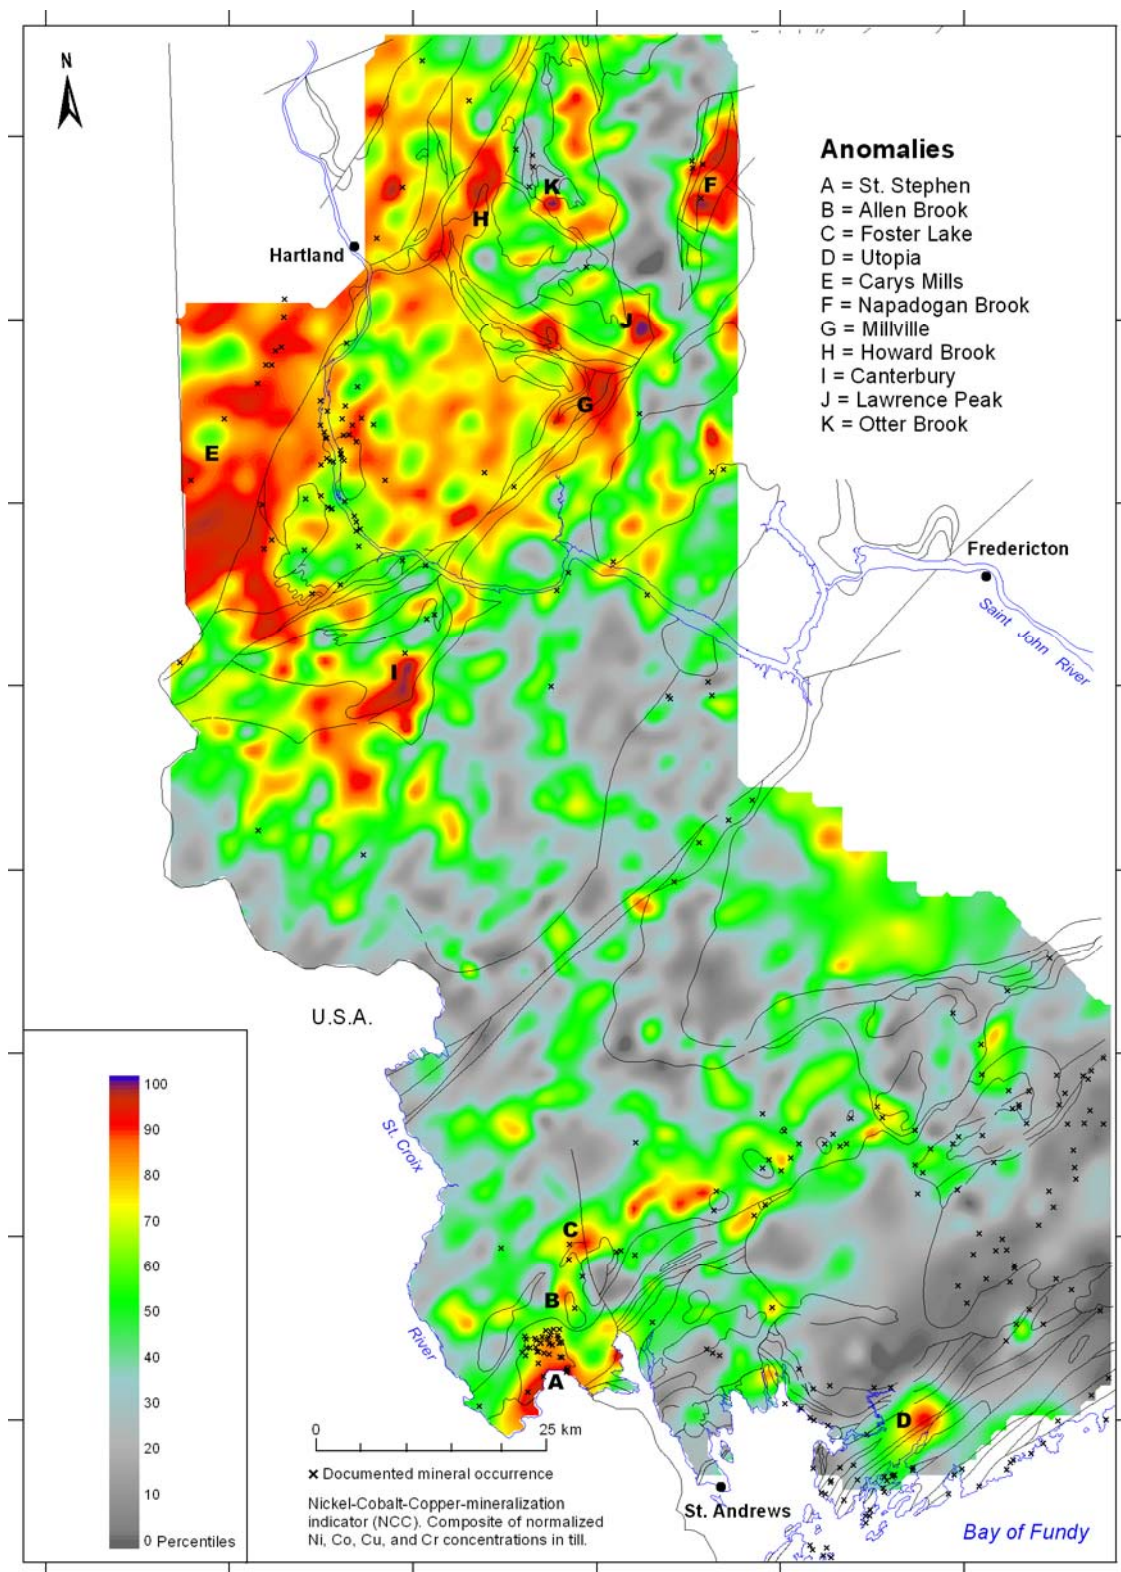 N
Anomalies
A = St. Stephen
B = Allen Brook
C = Foster Lake
D = Utopia
E = Carys Mills
F = Napadogan Brook
G = Millville
H = Howard Brook
I = Canterbury
J = Lawrence Peak
K = Otter Brook
K
F
H
Hartland
J
G
E
Fredericton
Saint John River
I
U.S.A.
100
90
80
70
60
50
40
30
20
10
0 Percentiles
St. Croix
River
C
B
A
D
0
25 km
× Documented mineral occurrence
Nickel-Cobalt-Copper-mineralization
indicator (NCC). Composite of normalized
Ni, Co, Cu, and Cr concentrations in till.
St. Andrews
Bay of Fundy